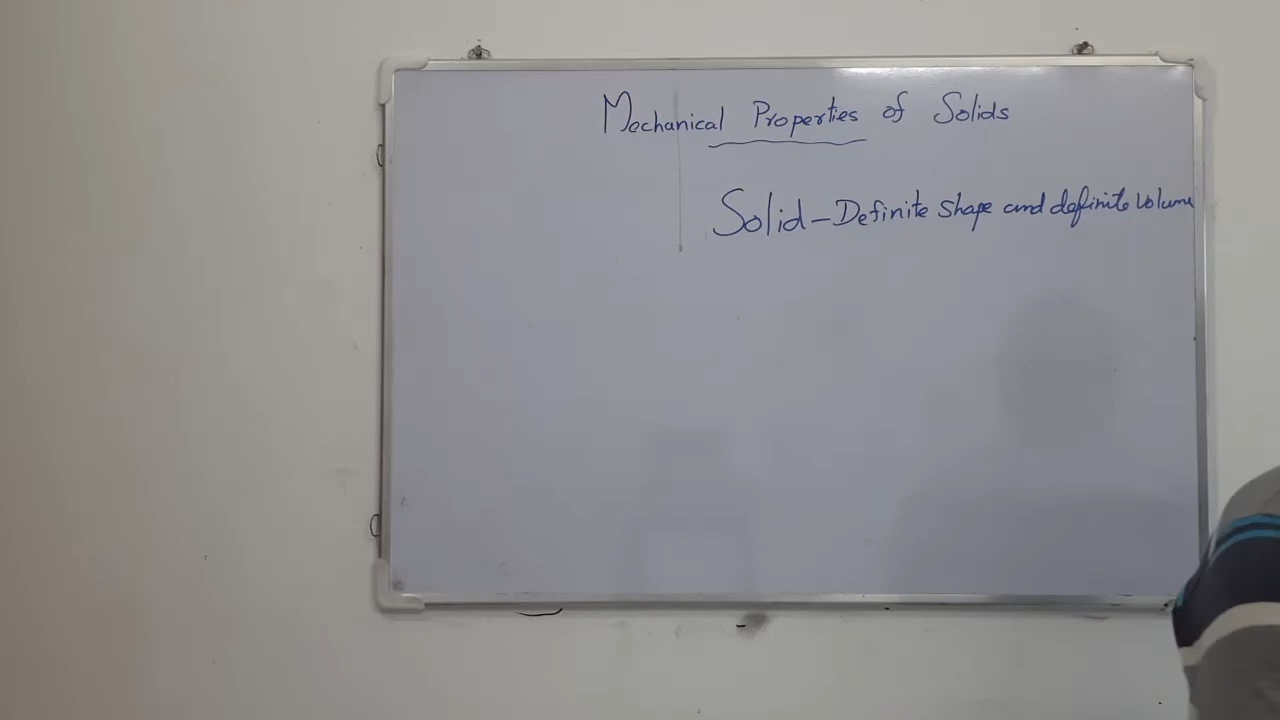 Mechanical Properties of Solids
Solid - Definite shape and definite volume